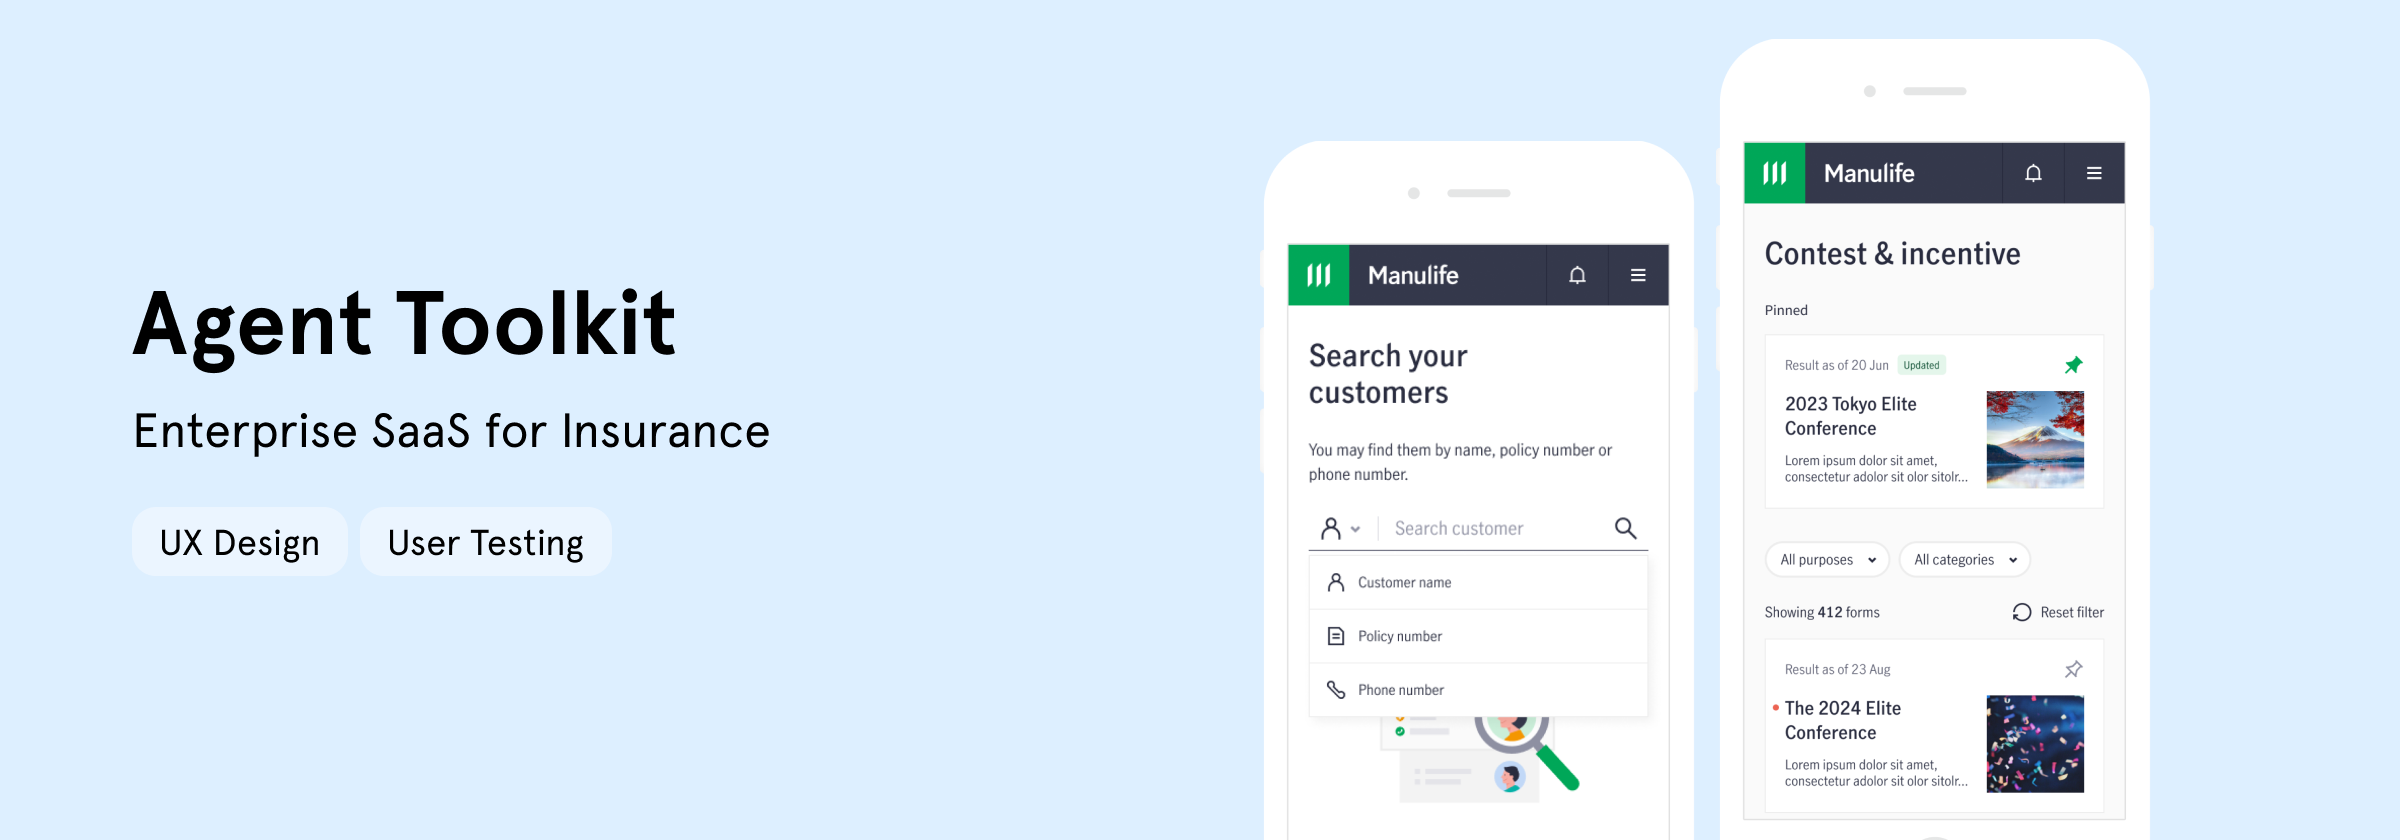 Agent Toolkit
Enterprise SaaS for Insurance
UX Design
User Testing
Manulife
Search your
customers
You may find them by name, policy number or
phone number.
Search customer
Customer name
Policy number
Phone number
Manulife
Contest & incentive
Pinned
Result as of 20 Jun Updated
2023 Tokyo Elite
Conference
Lorem ipsum dolor sit amet,
consectetur adolor sit olor sitolr...
All purposes
All categories
Showing 412 forms
Reset filter
Result as of 23 Aug
The 2024 Elite
Conference
Lorem ipsum dolor sit amet,
consectetur adolor sit olor sitolr...